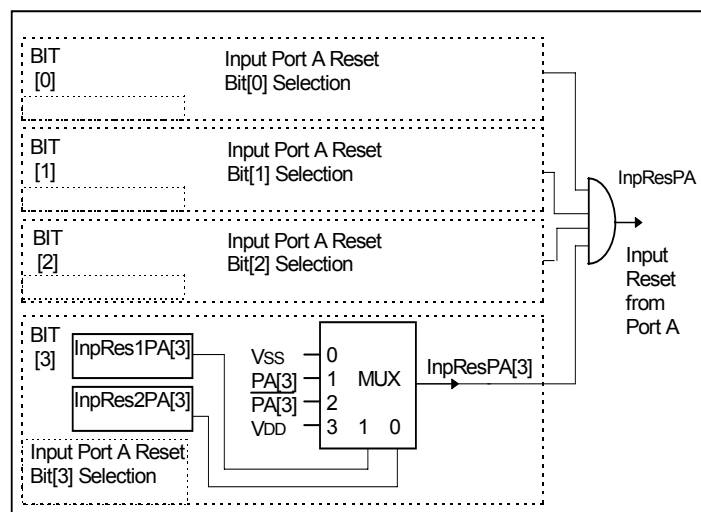 BIT
[0]
Input Port A Reset
Bit[0] Selection
BIT
[1]
Input Port A Reset
Bit[1] Selection
BIT
[2]
Input Port A Reset
Bit[2] Selection
InpResPA
Input
Reset
from
Port A
BIT
[3]
InpRes1PA[3]
InpRes2PA[3]
VSS
PA[3]
PA[3]
VDD
0
1
2
3
MUX
1 0
InpResPA[3]
Input Port A Reset
Bit[3] Selection